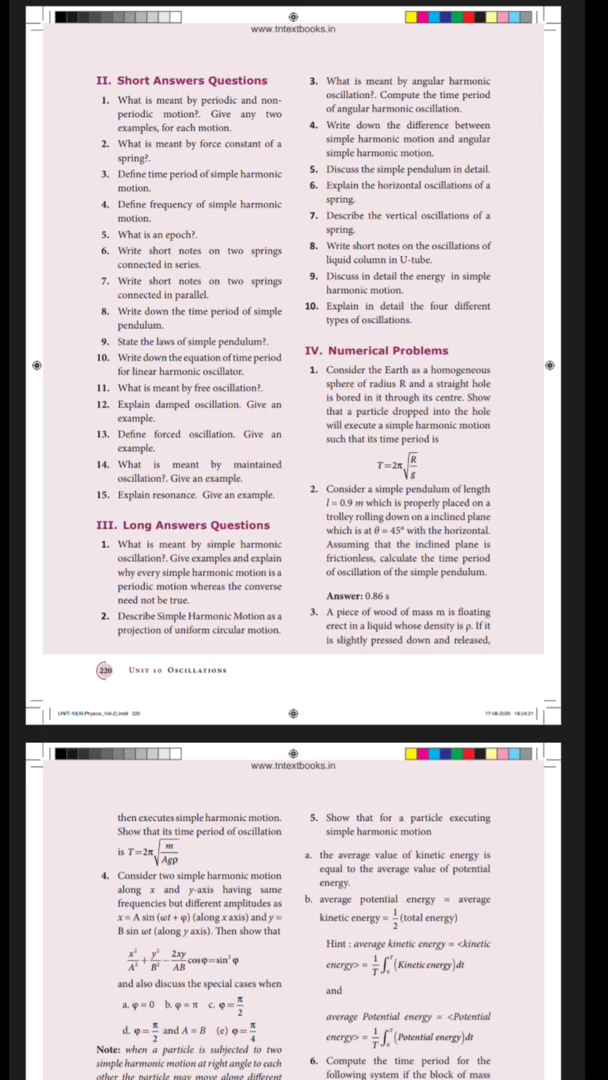 www.tntextbooks.in
II. Short Answers Questions
1. What is meant by periodic and non-
periodic motion?. Give any two
examples, for each motion.
2. What is meant by force constant of a
spring?.
3. Define time period of simple harmonic
motion.
4. Define frequency of simple harmonic
motion.
5. What is an epoch?.
6. Write short notes on two springs
connected in series.
7. Write short notes on two springs
connected in parallel.
8. Write down the time period of simple
pendulum.
9. State the laws of simple pendulum?.
10. Write down the equation of time period
for linear harmonic oscillator.
11. What is meant by free oscillation?.
12. Explain damped oscillation. Give an
example.
13. Define forced oscillation. Give an
example.
14. What is meant by maintained
oscillation?. Give an example.
15. Explain resonance. Give an example.
III. Long Answers Questions
1. What is meant by simple harmonic
oscillation?. Give examples and explain
why every simple harmonic motion is a
periodic motion whereas the converse
need not be true.
2. Describe Simple Harmonic Motion as a
projection of uniform circular motion.
3. What is meant by angular harmonic
oscillation?. Compute the time period
of angular harmonic oscillation.
4. Write down the difference between
simple harmonic motion and angular
simple harmonic motion.
5. Discuss the simple pendulum in detail.
6. Explain the horizontal oscillations of a
spring.
7. Describe the vertical oscillations of a
spring.
8. Write short notes on the oscillations of
liquid column in U-tube.
9. Discuss in detail the energy in simple
harmonic motion.
10. Explain in detail the four different
types of oscillations.
IV. Numerical Problems
1. Consider the Earth as a homogeneous
sphere of radius R and a straight hole
is bored in it through its centre. Show
that a particle dropped into the hole
will execute a simple harmonic motion
such that its time period is
T=2π√(R/g)
2. Consider a simple pendulum of length
l = 0.9 m which is properly placed on a
trolley rolling down on a inclined plane
which is at θ = 45° with the horizontal.
Assuming that the inclined plane is
frictionless, calculate the time period
of oscillation of the simple pendulum.
Answer: 0.86 s
3. A piece of wood of mass m is floating
erect in a liquid whose density is ρ. If it
is slightly pressed down and released,
220 UNIT 10 OSCILLATIONS
UNIT-10(XI-Physics_Vol-2).indd 220 17-08-2020 18:24:21
www.tntextbooks.in
then executes simple harmonic motion.
Show that its time period of oscillation
is T=2π√(m/Agρ)
4. Consider two simple harmonic motion
along x and y-axis having same
frequencies but different amplitudes as
x = A sin (ωt + φ) (along x axis) and y =
B sin ωt (along y axis). Then show that
x²/A² + y²/B² − 2xy/AB cosφ = sin²φ
and also discuss the special cases when
a. φ = 0 b. φ = π c. φ = π/2
d. φ = π/2 and A = B (e) φ = π/4
Note: when a particle is subjected to two
simple harmonic motion at right angle to each
other the particle may move along different
5. Show that for a particle executing
simple harmonic motion
a. the average value of kinetic energy is
equal to the average value of potential
energy.
b. average potential energy = average
kinetic energy = 1/2 (total energy)
Hint : average kinetic energy = <kinetic
energy> = 1/T ∫₀ᵀ (Kinetic energy) dt
and
average Potential energy = <Potential
energy> = 1/T ∫₀ᵀ (Potential energy) dt
6. Compute the time period for the
following system if the block of mass